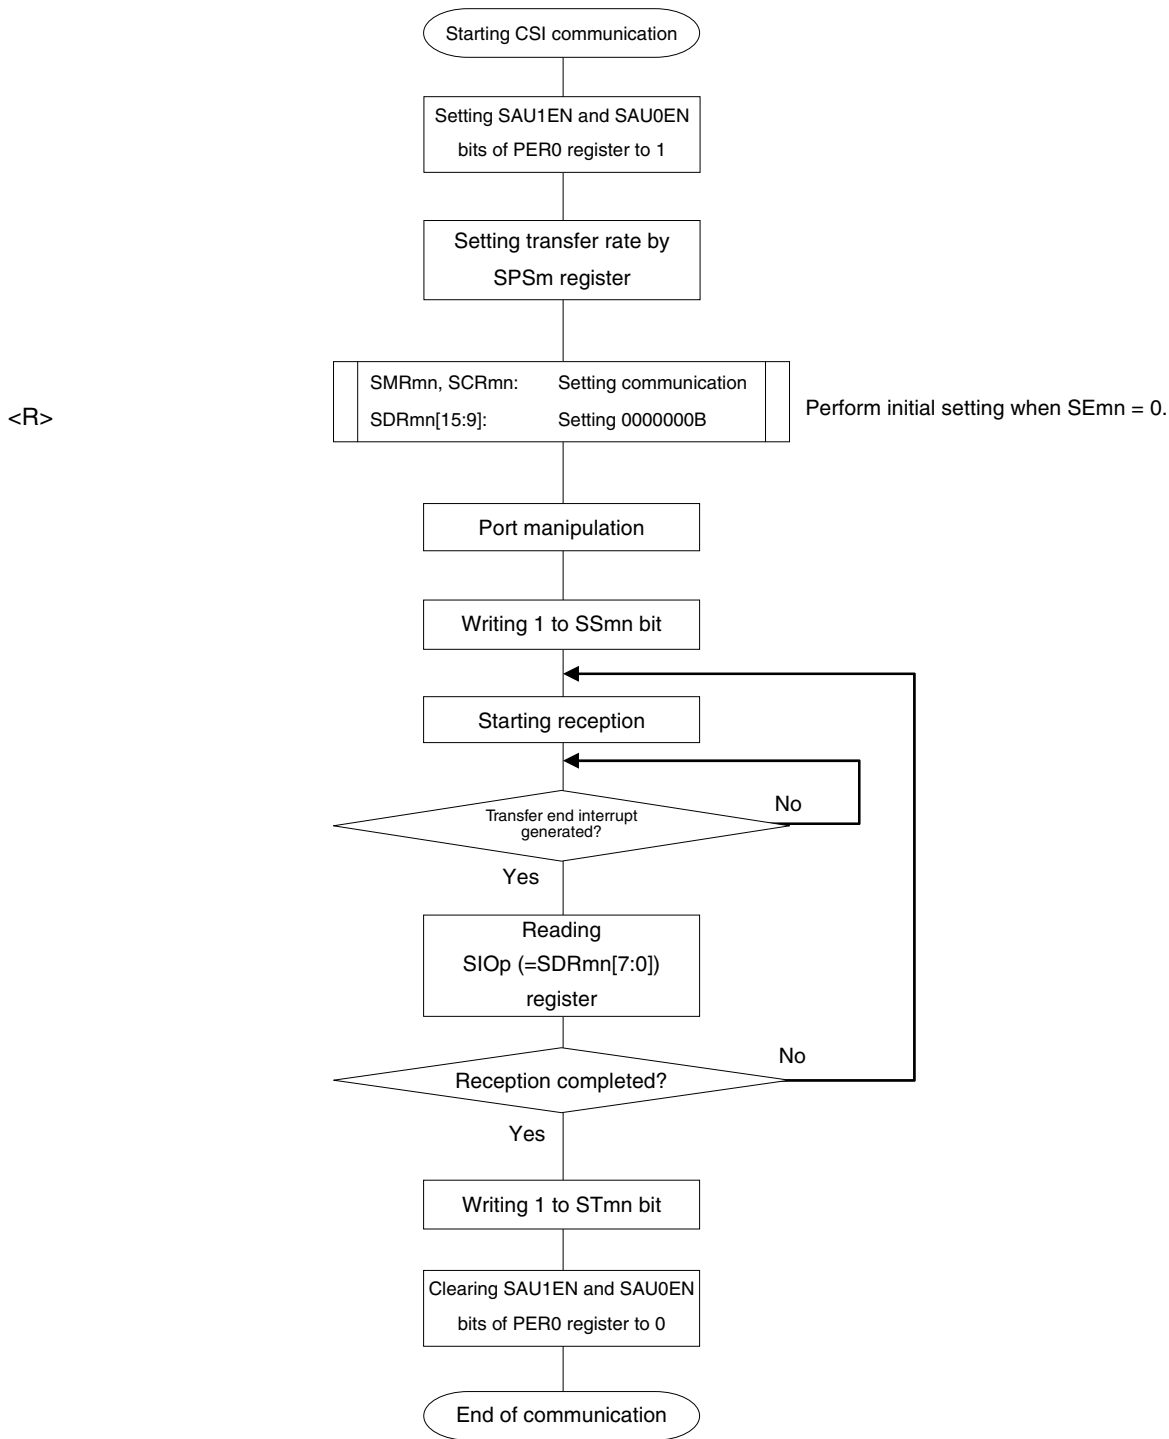 Starting CSI communication
Setting SAU1EN and SAU0EN
bits of PER0 register to 1
Setting transfer rate by
SPSm register
<R>
SMRmn, SCRmn: Setting communication
SDRmn[15:9]: Setting 0000000B
Perform initial setting when SEmn = 0.
Port manipulation
Writing 1 to SSmn bit
Starting reception
Transfer end interrupt
generated?
No
Yes
Reading
SIOp (=SDRmn[7:0])
register
Reception completed?
No
Yes
Writing 1 to STmn bit
Clearing SAU1EN and SAU0EN
bits of PER0 register to 0
End of communication